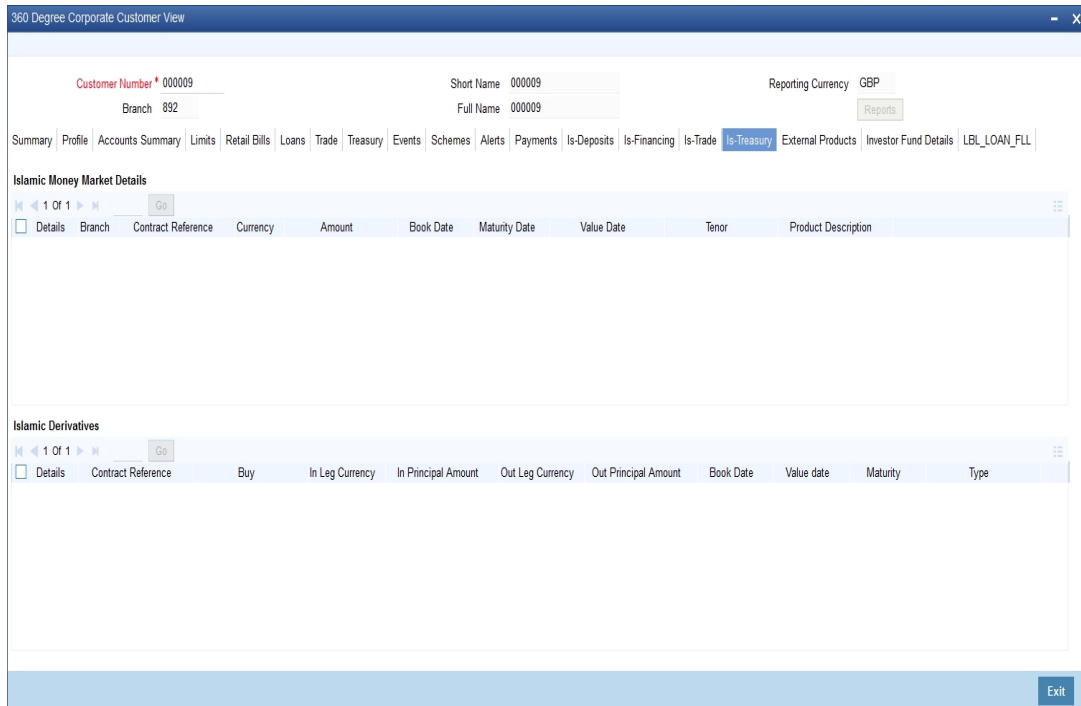 360 Degree Corporate Customer View - X
Customer Number * 000009 Short Name 000009 Reporting Currency GBP
Branch 892 Full Name 000009 Reports
Summary Profile Accounts Summary Limits Retail Bills Loans Trade Treasury Events Schemes Alerts Payments Is-Deposits Is-Financing Is-Trade Is-Treasury External Products Investor Fund Details LBL_LOAN_FLL
Islamic Money Market Details
1 Of 1 Go
Details Branch Contract Reference Currency Amount Book Date Maturity Date Value Date Tenor Product Description
Islamic Derivatives
1 Of 1 Go
Details Contract Reference Buy In Leg Currency In Principal Amount Out Leg Currency Out Principal Amount Book Date Value date Maturity Type
Exit